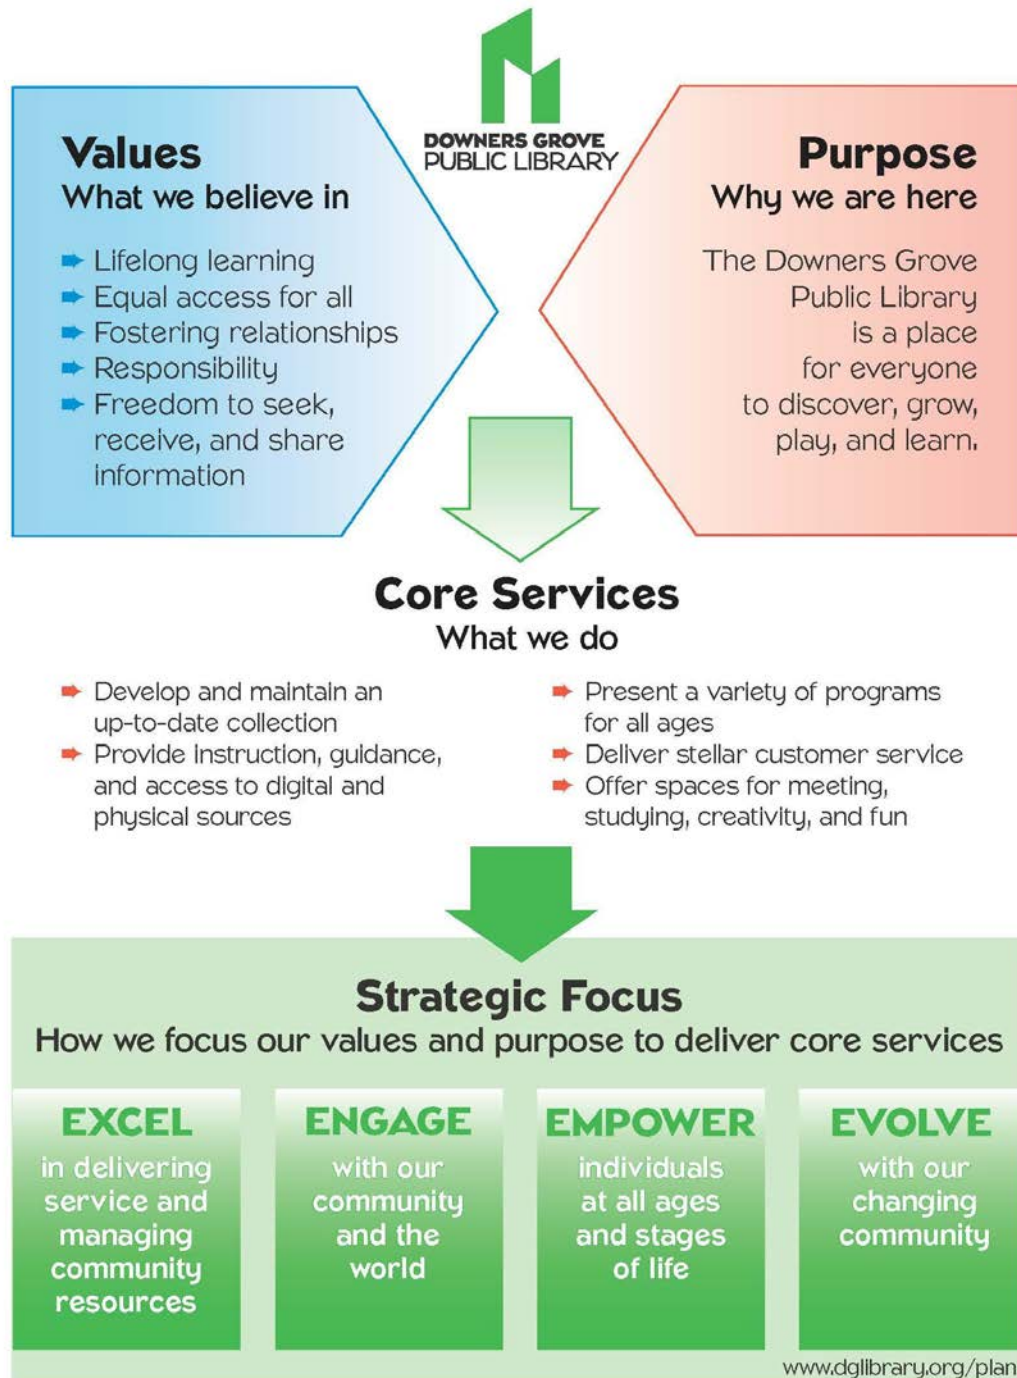 DOWNERS GROVE
PUBLIC LIBRARY
Values
What we believe in
Lifelong learning
Equal access for all
Fostering relationships
Responsibility
Freedom to seek,
receive, and share
information
Purpose
Why we are here
The Downers Grove
Public Library
is a place
for everyone
to discover, grow,
play, and learn.
Core Services
What we do
Develop and maintain an
up-to-date collection
Provide instruction, guidance,
and access to digital and
physical sources
Present a variety of programs
for all ages
Deliver stellar customer service
Offer spaces for meeting,
studying, creativity, and fun
Strategic Focus
How we focus our values and purpose to deliver core services
EXCEL
in delivering
service and
managing
community
resources
ENGAGE
with our
community
and the
world
EMPOWER
individuals
at all ages
and stages
of life
EVOLVE
with our
changing
community
www.dglibrary.org/plan